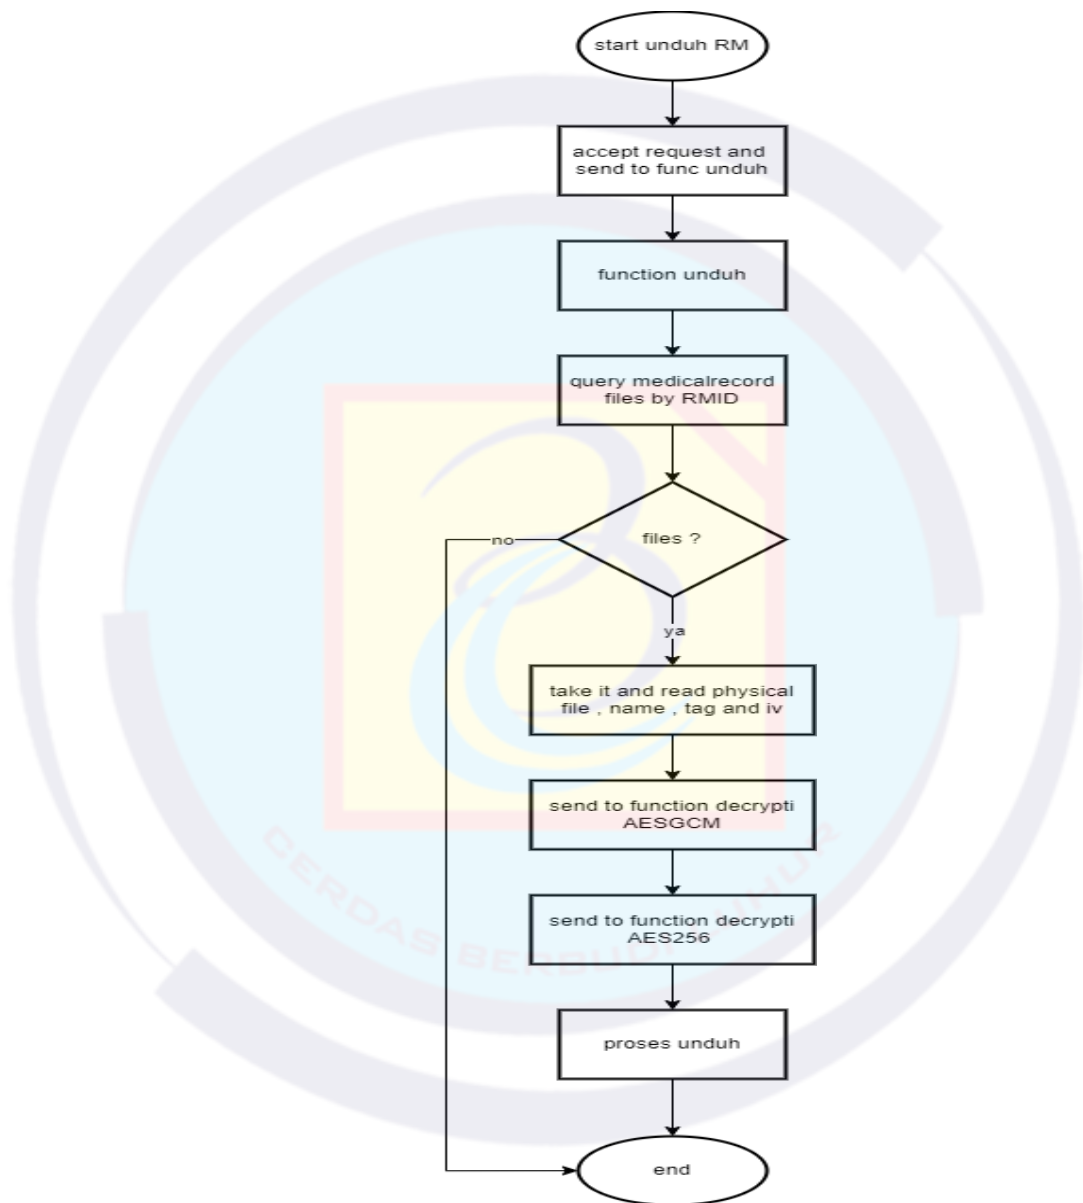 start unduh RM
accept request and
send to func unduh
function unduh
query medicalrecord
files by RMID
files ?
no
ya
take it and read physical
file , name , tag and iv
send to function decrypti
AESGCM
send to function decrypti
AES256
proses unduh
end
CERDAS BERBUDI LUHUR